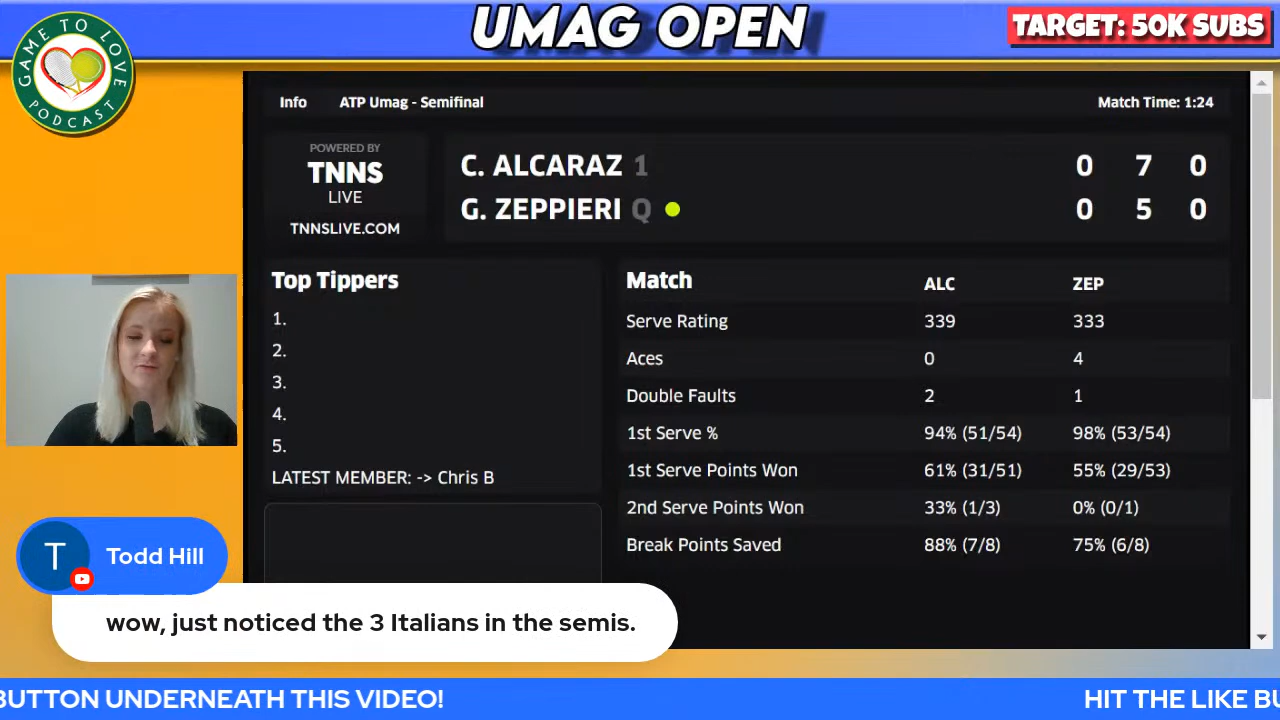 UMAG OPEN
TARGET: 50K SUBS
GAME TO LOVE
PODCAST
Info ATP Umag - Semifinal Match Time: 1:24
POWERED BY
TNNS
LIVE
TNNSLIVE.COM
C. ALCARAZ 1 0 7 0
G. ZEPPIERI Q 0 5 0
Top Tippers
1.
2.
3.
4.
5.
LATEST MEMBER: -> Chris B
Match ALC ZEP
Serve Rating 339 333
Aces 0 4
Double Faults 2 1
1st Serve % 94% (51/54) 98% (53/54)
1st Serve Points Won 61% (31/51) 55% (29/53)
2nd Serve Points Won 33% (1/3) 0% (0/1)
Break Points Saved 88% (7/8) 75% (6/8)
T Todd Hill
wow, just noticed the 3 Italians in the semis.
BUTTON UNDERNEATH THIS VIDEO! HIT THE LIKE BU